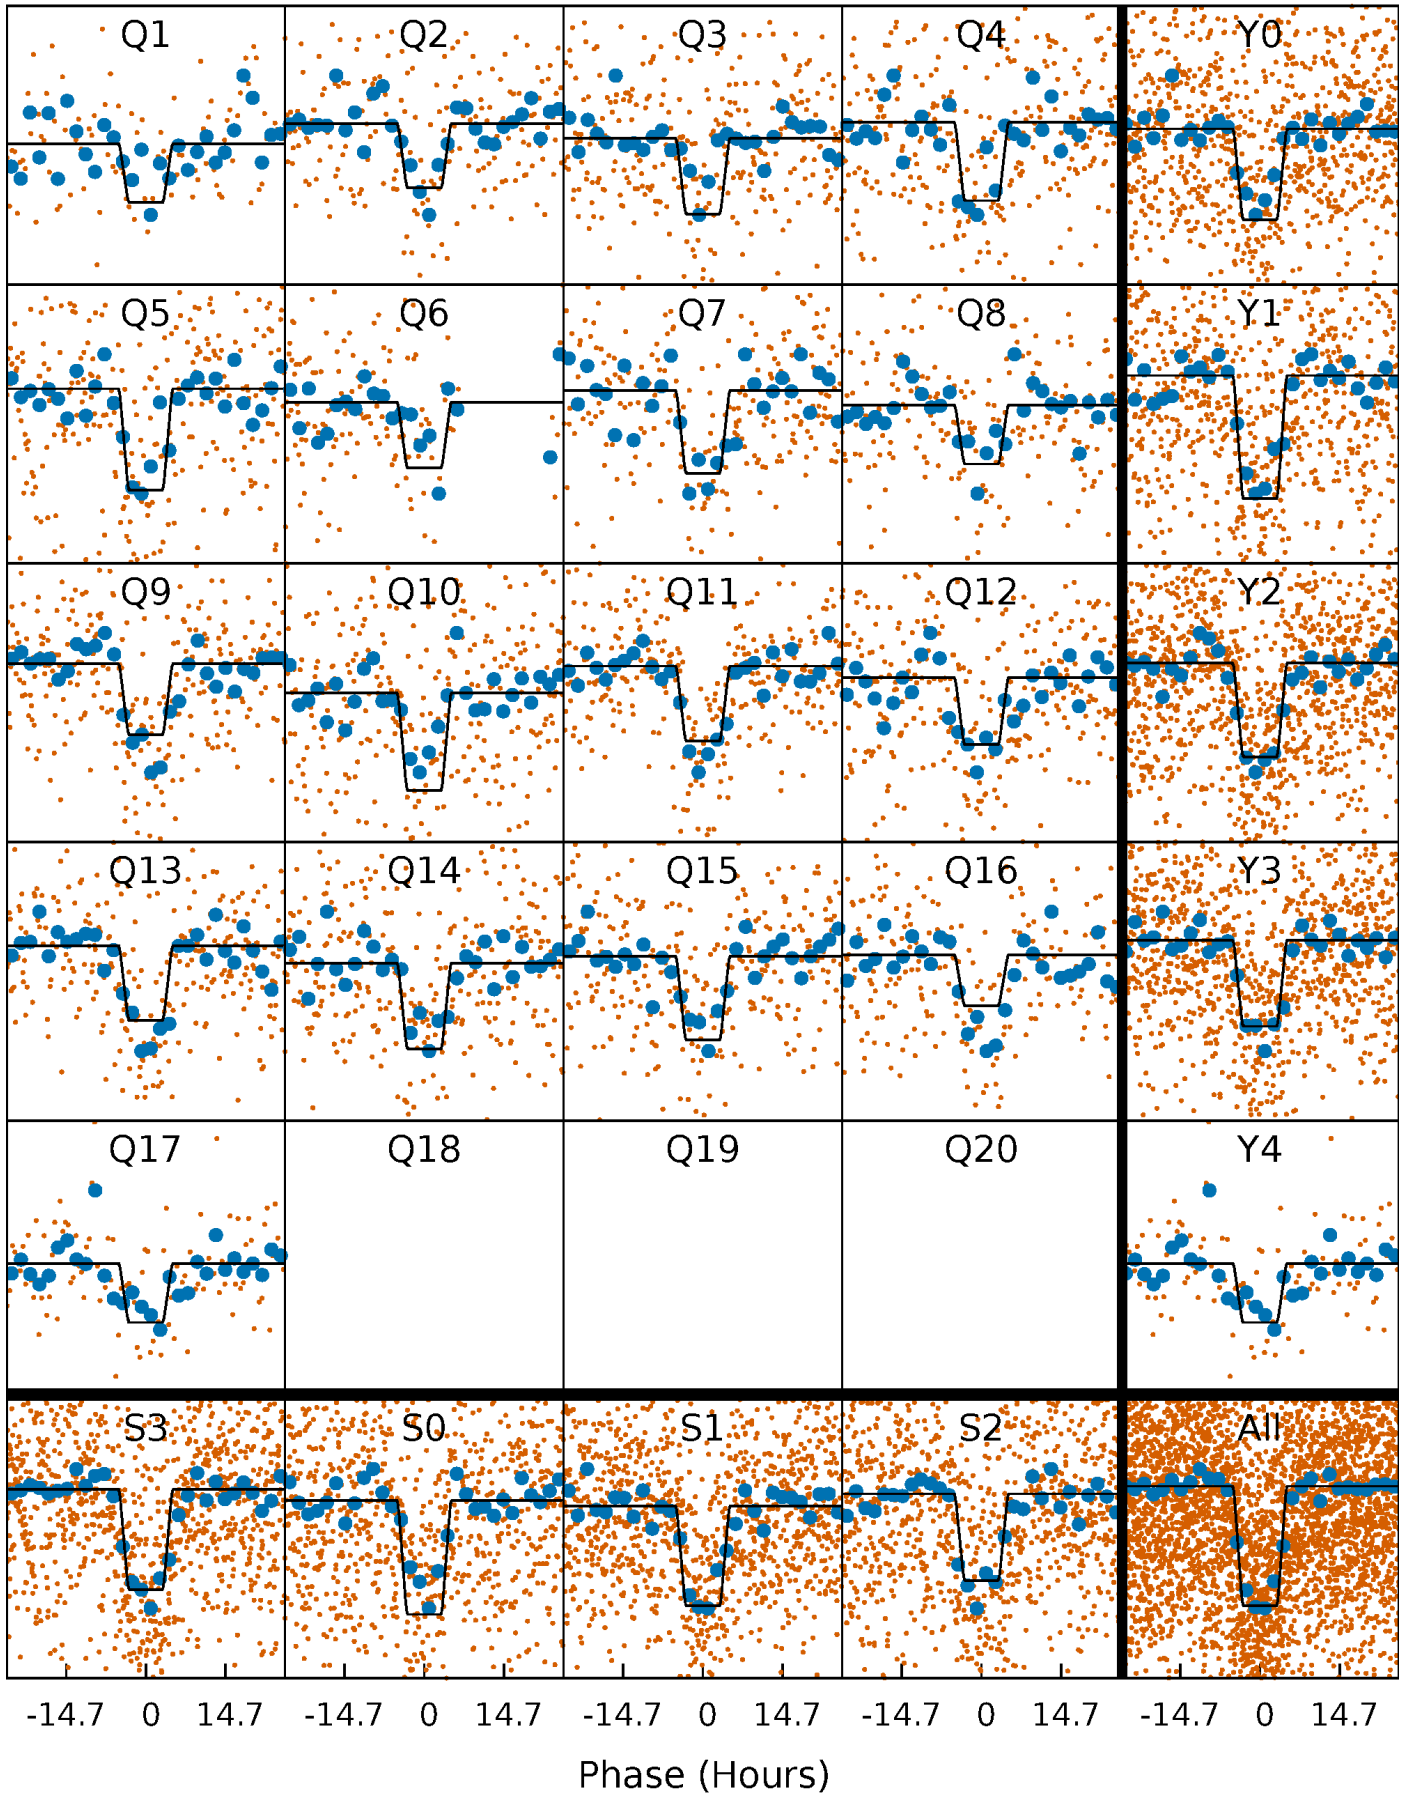 Q1 Q2 Q3 Q4 Y0
Q5 Q6 Q7 Q8 Y1
Q9 Q10 Q11 Q12 Y2
Q13 Q14 Q15 Q16 Y3
Q17 Q18 Q19 Q20 Y4
S3 S0 S1 S2 All
-14.7 0 14.7 -14.7 0 14.7 -14.7 0 14.7 -14.7 0 14.7 -14.7 0 14.7
Phase (Hours)